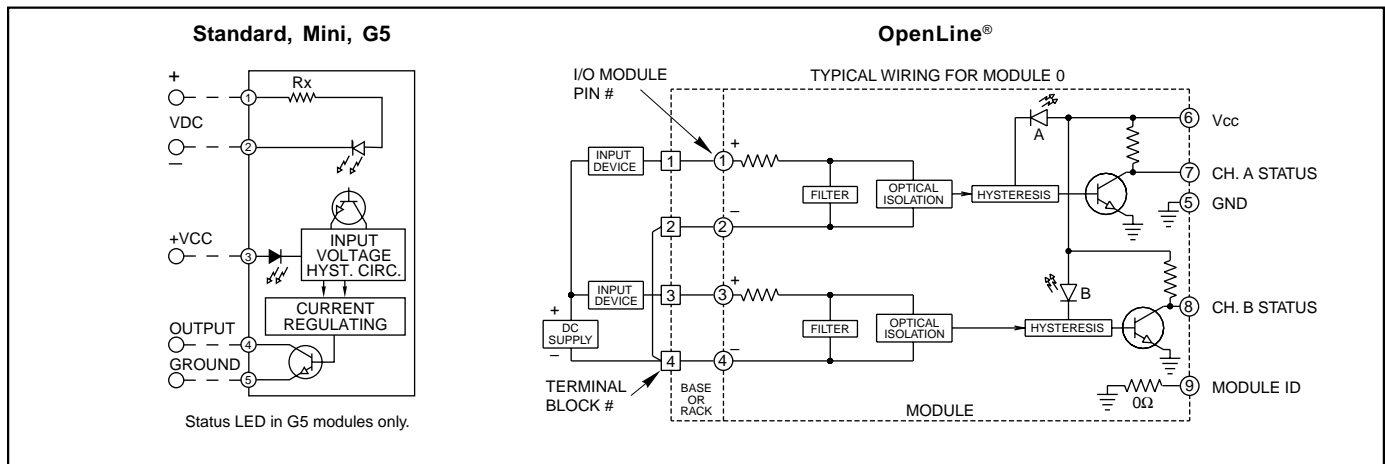 Standard, Mini, G5
+
1
Rx
VDC
2
–
+VCC
3
INPUT
VOLTAGE
HYST. CIRC.
CURRENT
REGULATING
OUTPUT
4
GROUND
5
Status LED in G5 modules only.
OpenLine®
I/O MODULE
PIN #
TYPICAL WIRING FOR MODULE 0
A
6 Vcc
INPUT
DEVICE
1
1
+
FILTER
OPTICAL
ISOLATION
HYSTERESIS
7 CH. A STATUS
5 GND
2
2
–
INPUT
DEVICE
3
3
+
B
8 CH. B STATUS
+
DC
SUPPLY
–
FILTER
OPTICAL
ISOLATION
HYSTERESIS
4
4
–
TERMINAL
BLOCK #
BASE
OR
RACK
MODULE
0Ω
9 MODULE ID